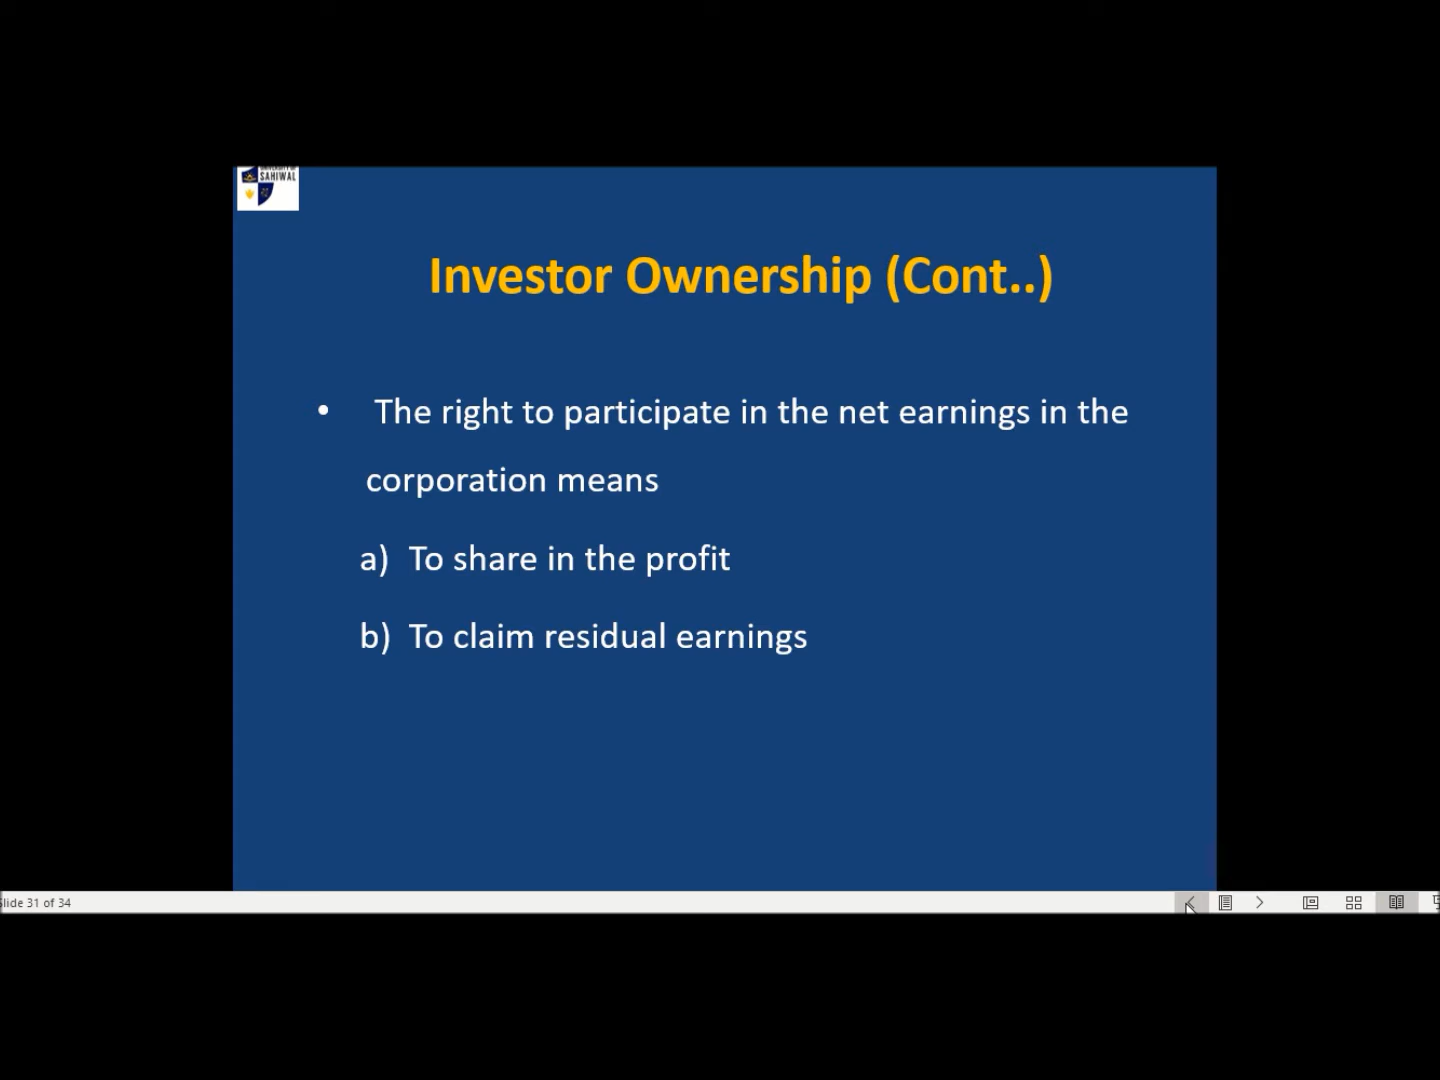 SAHIWAL
Investor Ownership (Cont..)
• The right to participate in the net earnings in the
corporation means
a) To share in the profit
b) To claim residual earnings
Slide 31 of 34